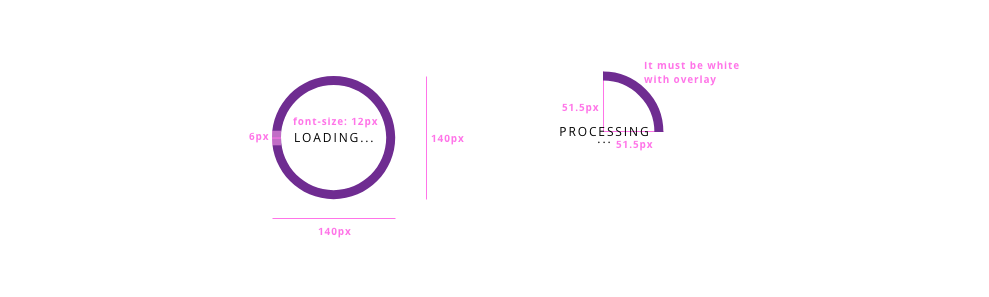 font-size: 12px
6px
LOADING...
140px
140px
It must be white
with overlay
51.5px
PROCESSING
...
51.5px